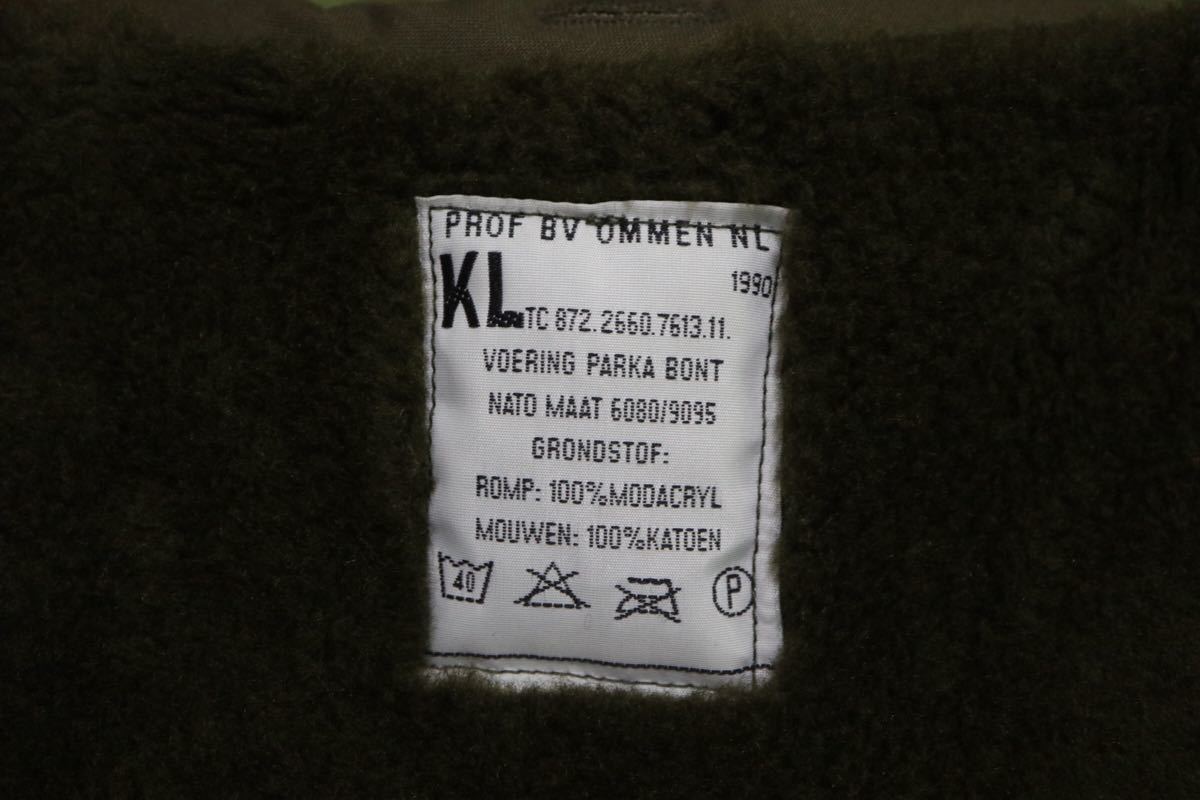 PROF BV OMMEN NL
1990
KL TC 872.2660.7613.11.
VOERING PARKA BONT
NATO MAAT 6080/9095
GRONDSTOF:
ROMP: 100%MODACRYL
MOUWEN: 100%KATOEN
40 P